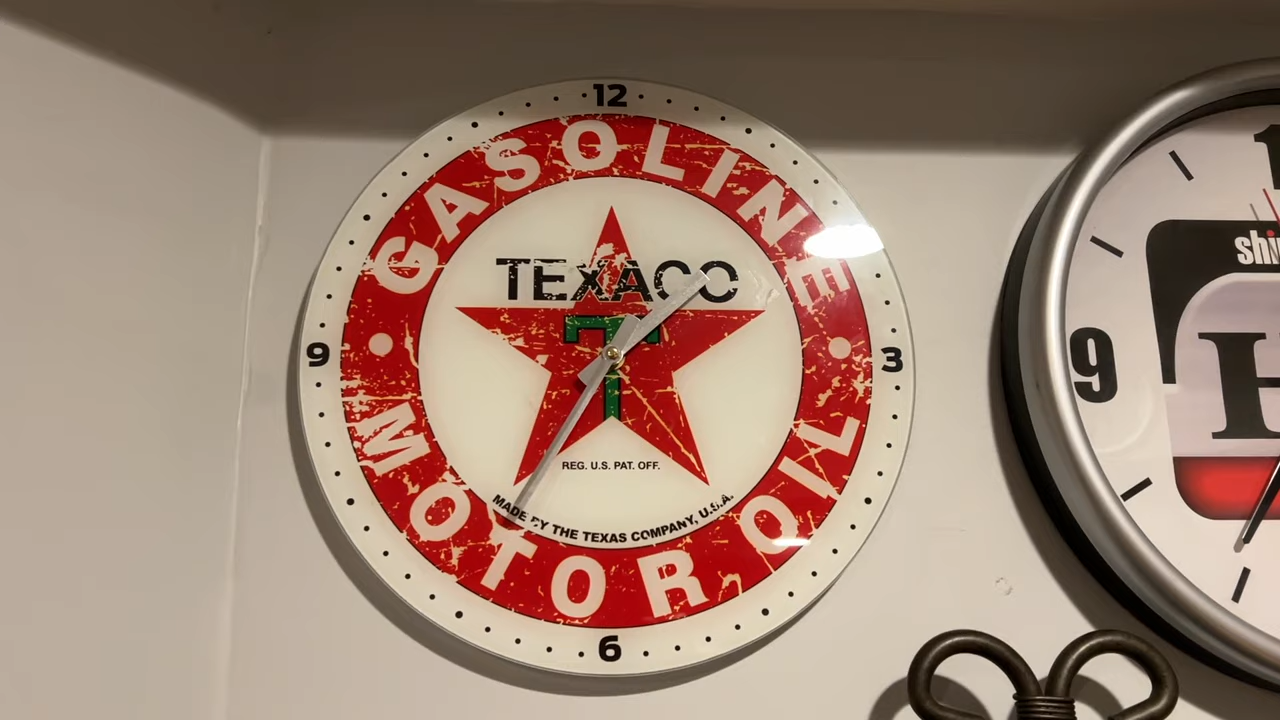 12
GASOLINE
TEXACO
T
9
3
REG. U.S. PAT. OFF.
MADE BY THE TEXAS COMPANY, U.S.A.
MOTOR OIL
6
9